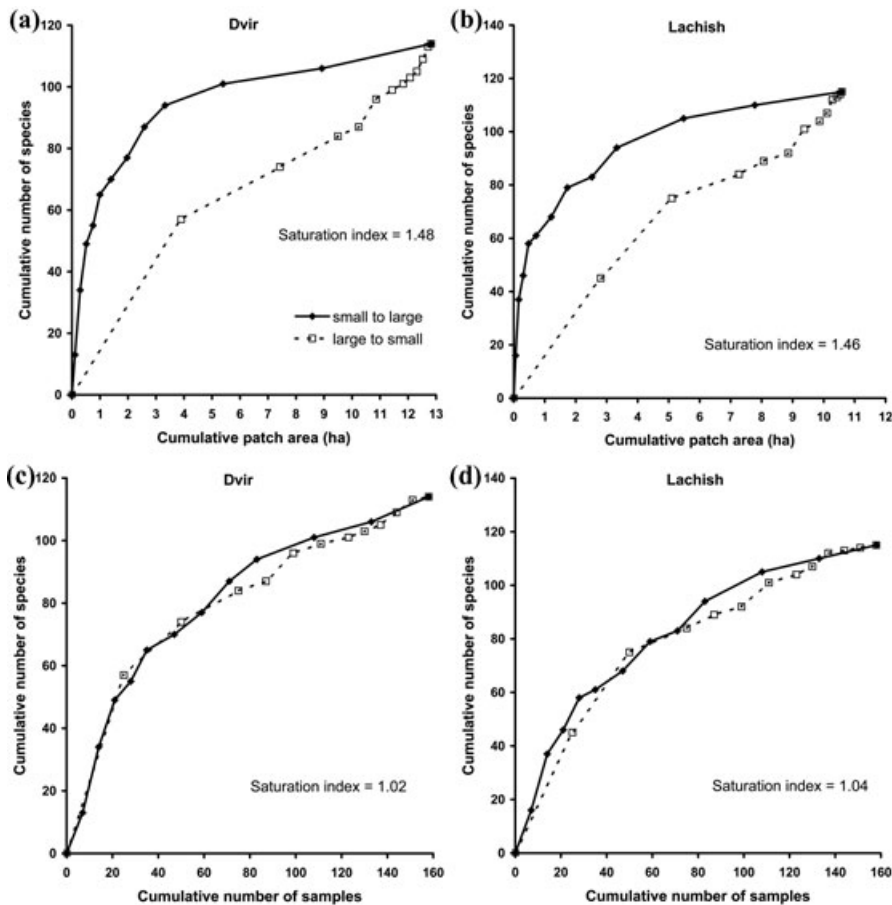 (a)
Dvir
120
100
80
60
40
20
0
Cumulative number of species
Saturation index = 1.48
small to large
large to small
0 1 2 3 4 5 6 7 8 9 10 11 12 13
Cumulative patch area (ha)
(b)
Lachish
140
120
100
80
60
40
20
0
Cumulative number of species
Saturation index = 1.46
0 1 2 3 4 5 6 7 8 9 10 11 12
Cumulative patch area (ha)
(c)
Dvir
120
100
80
60
40
20
0
Cumulative number of species
Saturation index = 1.02
0 20 40 60 80 100 120 140 160
Cumulative number of samples
(d)
Lachish
140
120
100
80
60
40
20
0
Cumulative number of species
Saturation index = 1.04
0 20 40 60 80 100 120 140 160
Cumulative number of samples